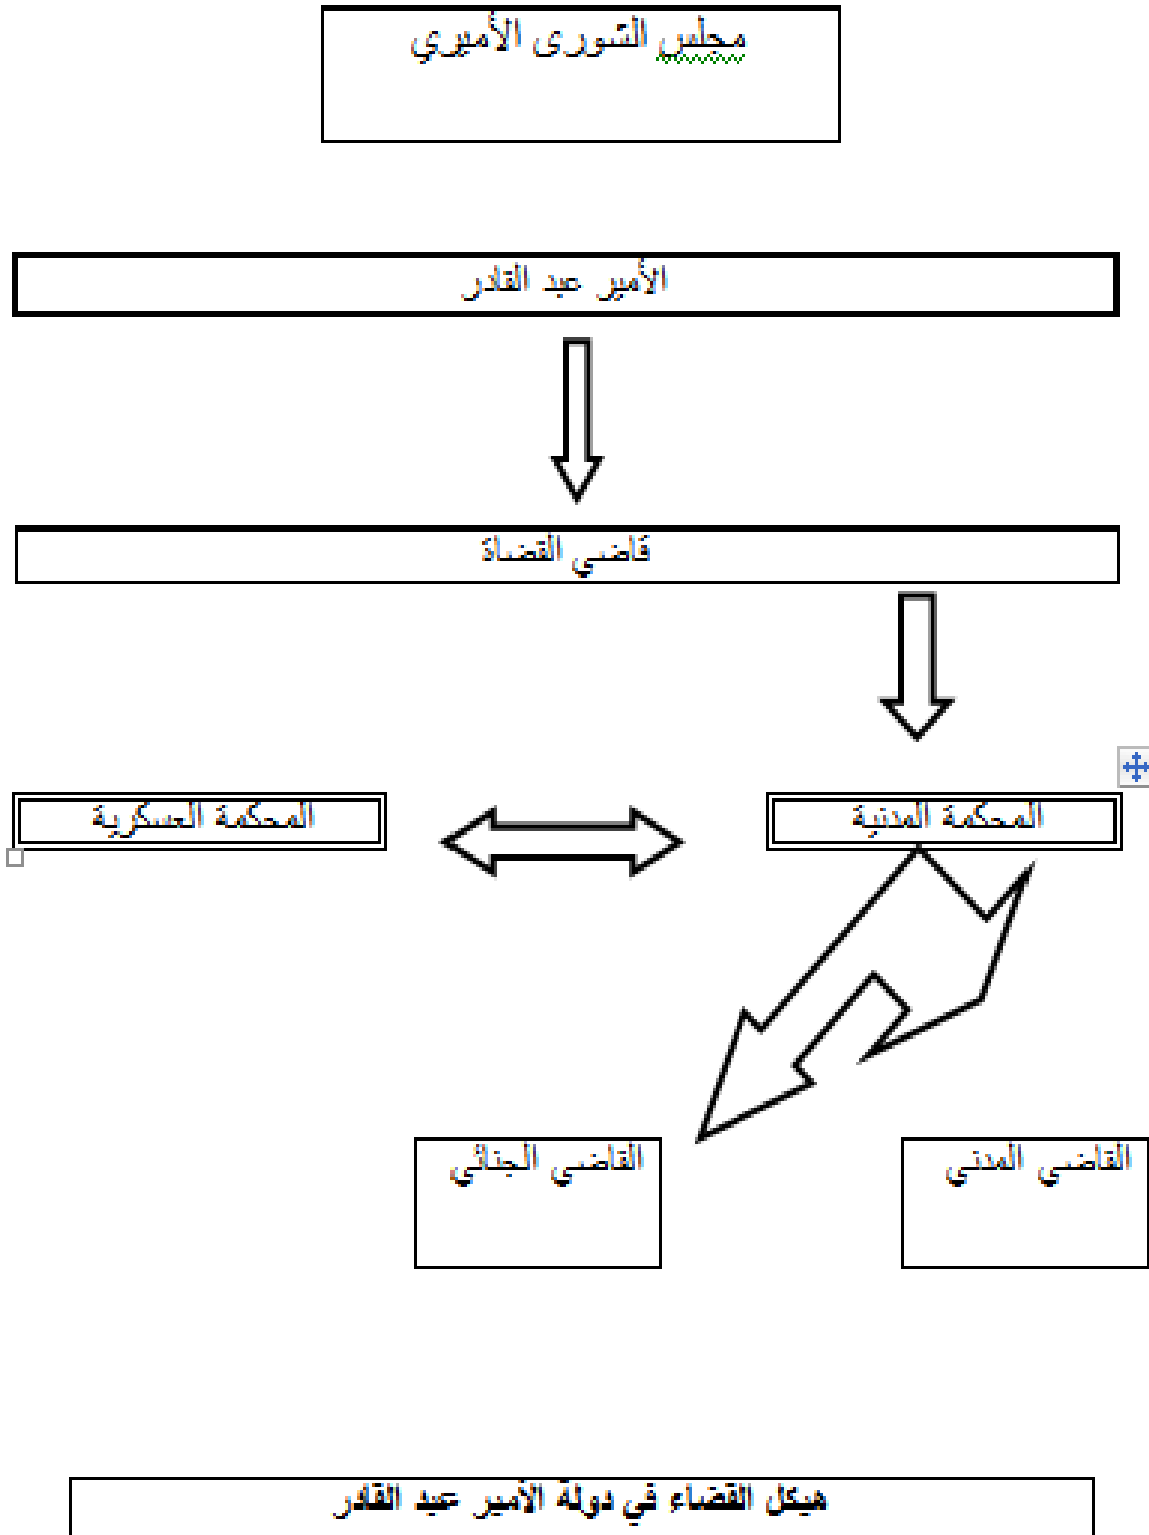 مجلس الشورى الأميري
الأمير عبد القادر
قاضي القضاة
المحكمة المدنية
المحكمة العسكرية
القاضي المدني
القاضي الجنائي
هيكل القضاء في دولة الأمير عبد القادر